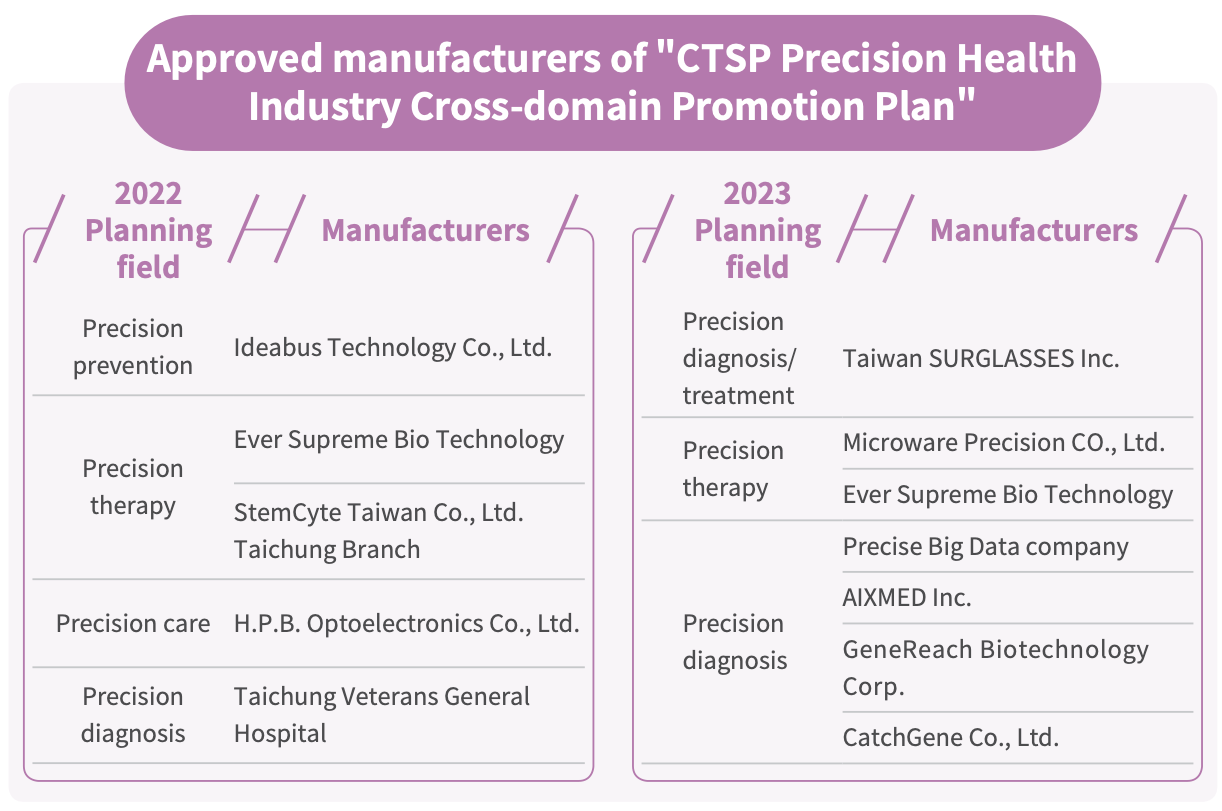 Approved manufacturers of "CTSP Precision Health
Industry Cross-domain Promotion Plan"
2022
Planning
field
Manufacturers
Precision
prevention
Ideabus Technology Co., Ltd.
Precision
therapy
Ever Supreme Bio Technology
StemCyte Taiwan Co., Ltd.
Taichung Branch
Precision care
H.P.B. Optoelectronics Co., Ltd.
Precision
diagnosis
Taichung Veterans General
Hospital
2023
Planning
field
Manufacturers
Precision
diagnosis/
treatment
Taiwan SURGLASSES Inc.
Precision
therapy
Microware Precision CO., Ltd.
Ever Supreme Bio Technology
Precision
diagnosis
Precise Big Data company
AIXMED Inc.
GeneReach Biotechnology
Corp.
CatchGene Co., Ltd.